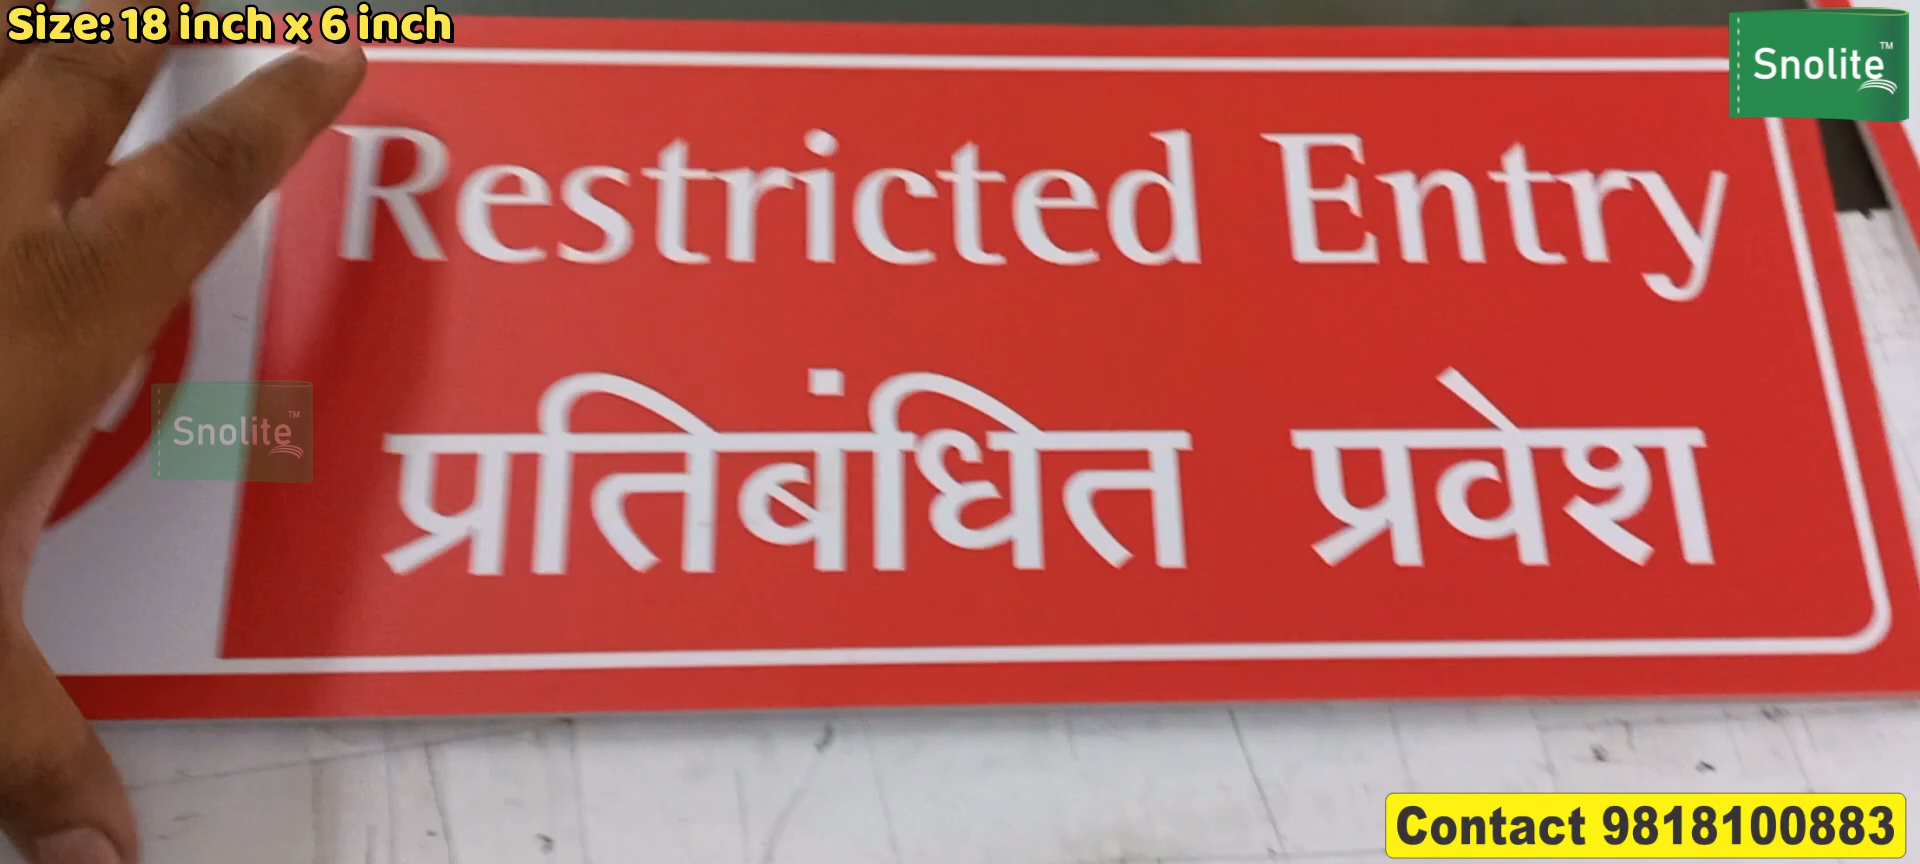 Size: 18 inch x 6 inch
Snolite™
Restricted Entry
प्रतिबंधित प्रवेश
Snolite™
Contact 9818100883